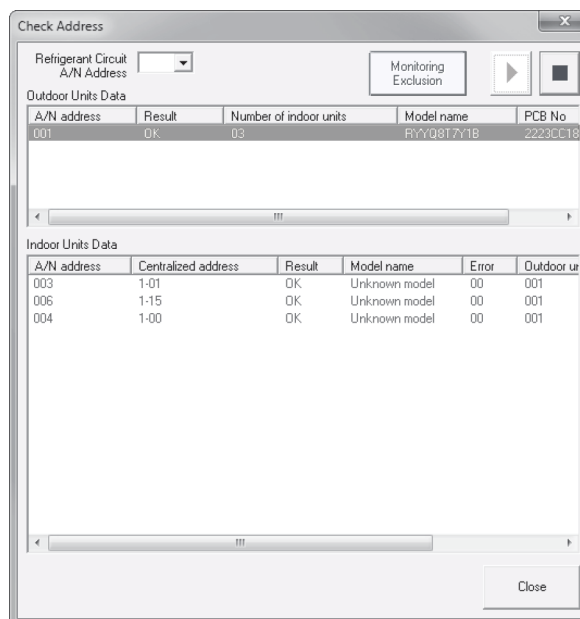 Check Address
Refrigerant Circuit
A/N Address
Monitoring
Exclusion
Outdoor Units Data
A/N address Result Number of indoor units Model name PCB No
001 OK 03 RYYQ8T7Y1B 2223CC18
Indoor Units Data
A/N address Centralized address Result Model name Error Outdoor un
003 1-01 OK Unknown model 00 001
006 1-15 OK Unknown model 00 001
004 1-00 OK Unknown model 00 001
Close